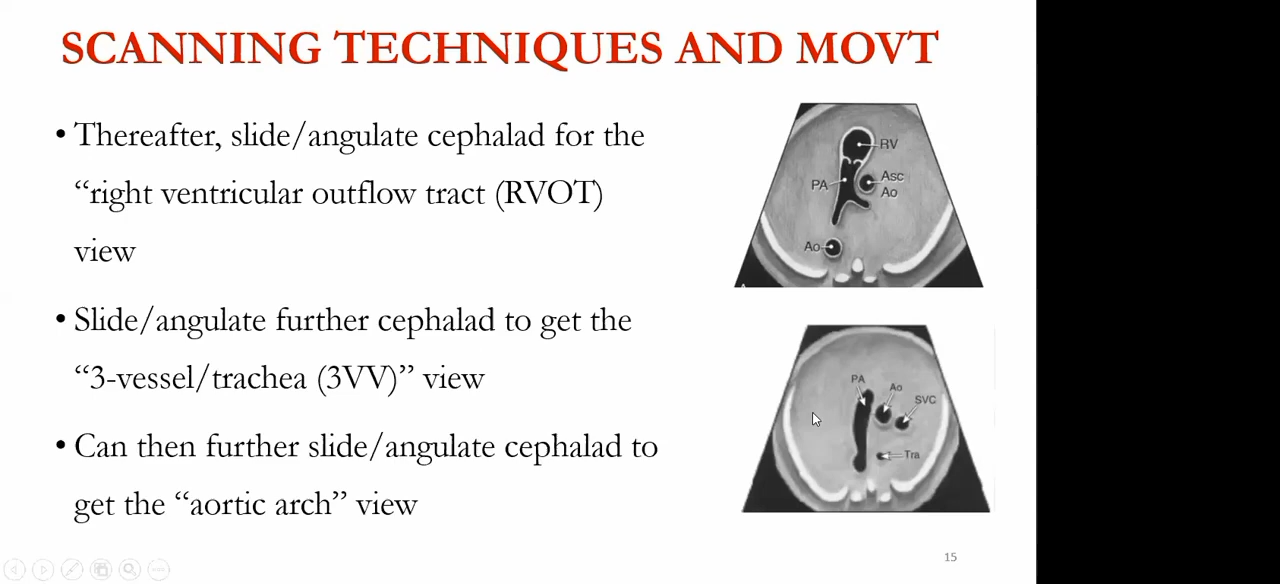 SCANNING TECHNIQUES AND MOVT
• Thereafter, slide/angulate cephalad for the
“right ventricular outflow tract (RVOT)
view
• Slide/angulate further cephalad to get the
“3-vessel/trachea (3VV)” view
• Can then further slide/angulate cephalad to
get the “aortic arch” view
RV
PA
Asc
Ao
Ao
PA
Ao
SVC
Tra
15